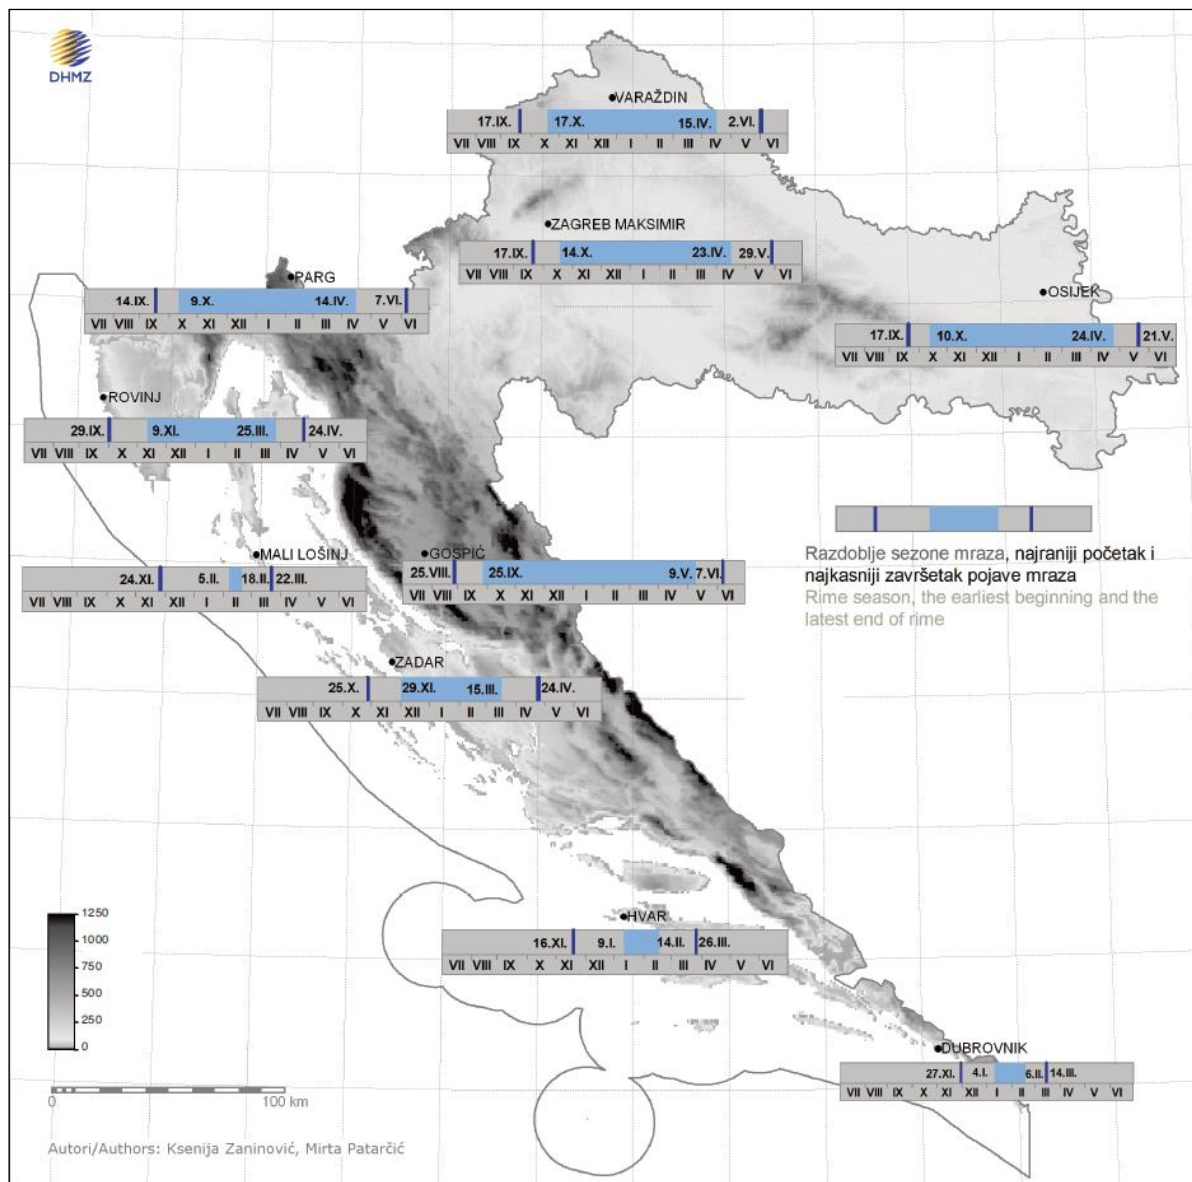 DHMZ
VARAŽDIN
17.IX. 17.X. 15.IV. 2.VI.
VII VIII IX X XI XII I II III IV V VI
ZAGREB MAKSIMIR
17.IX. 14.X. 23.IV. 29.V.
VII VIII IX X XI XII I II III IV V VI
PARG
14.IX. 9.X. 14.IV. 7.VI.
VII VIII IX X XI XII I II III IV V VI
OSIJEK
17.IX. 10.X. 24.IV. 21.V.
VII VIII IX X XI XII I II III IV V VI
ROVINJ
29.IX. 9.XI. 25.III. 24.IV.
VII VIII IX X XI XII I II III IV V VI
MALI LOŠINJ
24.XI. 5.II. 18.II. 22.III.
VII VIII IX X XI XII I II III IV V VI
GOSPIĆ
25.VIII. 25.IX. 9.V. 7.VI.
VII VIII IX X XI XII I II III IV V VI
Razdoblje sezone mraza, najraniji početak i
najkasniji završetak pojave mraza
Rime season, the earliest beginning and the
latest end of rime
ZADAR
25.X. 29.XI. 15.III. 24.IV.
VII VIII IX X XI XII I II III IV V VI
HVAR
16.XI. 9.I. 14.II. 26.III.
VII VIII IX X XI XII I II III IV V VI
DUBROVNIK
27.XI. 4.I. 6.II. 14.III.
VII VIII IX X XI XII I II III IV V VI
1250
1000
750
500
250
0
0 100 km
Autori/Authors: Ksenija Zaninović, Mirta Patarčić